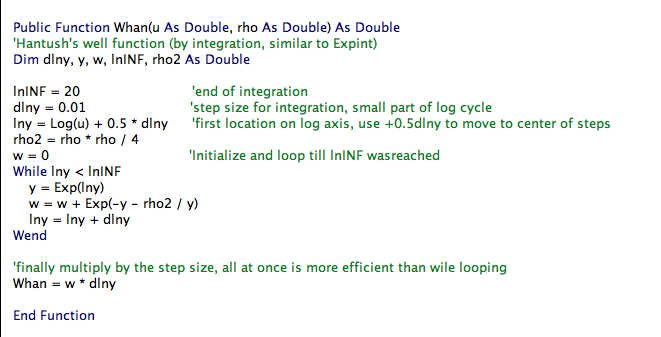 Public Function Whan(u As Double, rho As Double) As Double
'Hantush's well function (by integration, similar to Expint)
Dim dlny, y, w, lnINF, rho2 As Double
lnINF = 20 'end of integration
dlny = 0.01 'step size for integration, small part of log cycle
lny = Log(u) + 0.5 * dlny 'first location on log axis, use +0.5dlny to move to center of steps
rho2 = rho * rho / 4
w = 0 'Initialize and loop till lnINF wasreached
While lny < lnINF
y = Exp(lny)
w = w + Exp(-y - rho2 / y)
lny = lny + dlny
Wend
'finally multiply by the step size, all at once is more efficient than wile looping
Whan = w * dlny
End Function